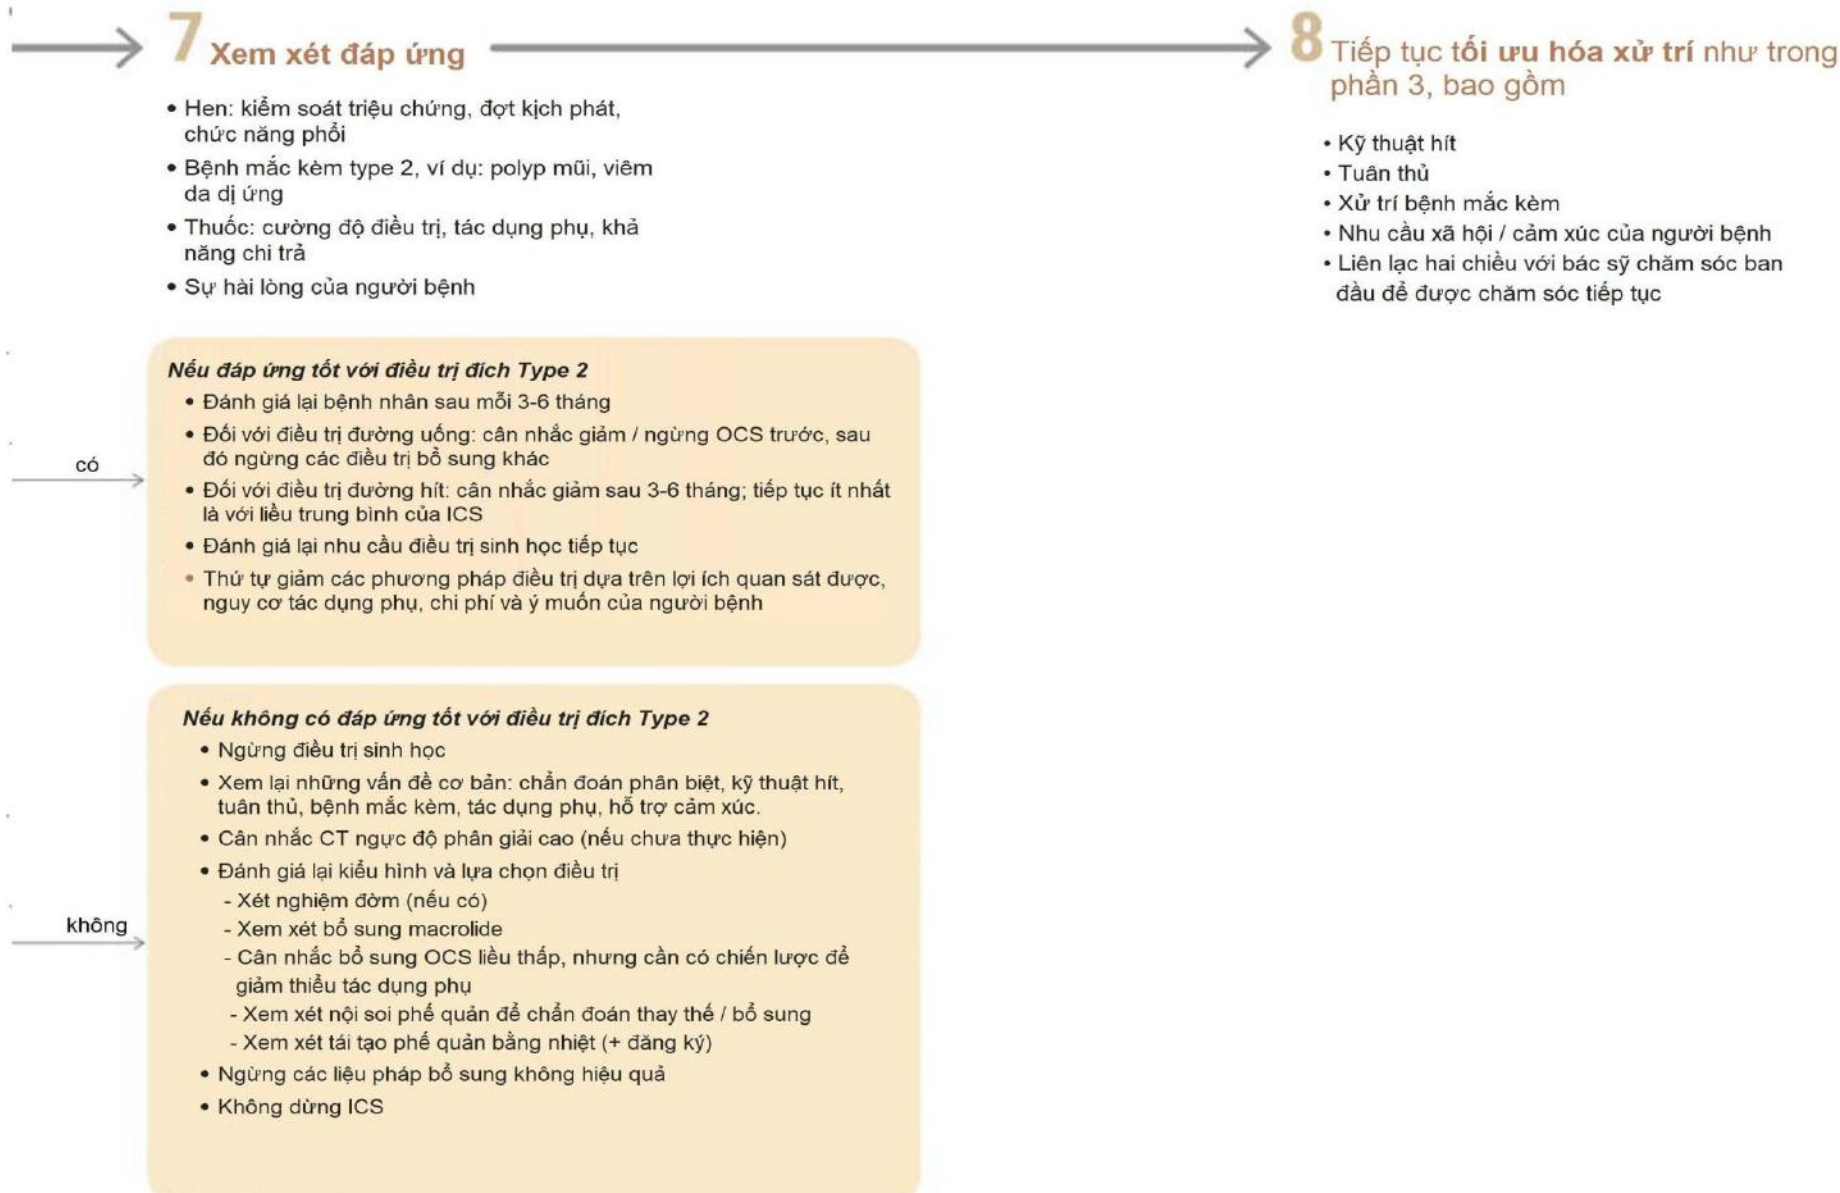 7 Xem xét đáp ứng
• Hen: kiểm soát triệu chứng, đợt kịch phát,
chức năng phổi
• Bệnh mắc kèm type 2, ví dụ: polyp mũi, viêm
da dị ứng
• Thuốc: cường độ điều trị, tác dụng phụ, khả
năng chi trả
• Sự hài lòng của người bệnh
8 Tiếp tục tối ưu hóa xử trí như trong
phần 3, bao gồm
• Kỹ thuật hít
• Tuân thủ
• Xử trí bệnh mắc kèm
• Nhu cầu xã hội / cảm xúc của người bệnh
• Liên lạc hai chiều với bác sỹ chăm sóc ban
đầu để được chăm sóc tiếp tục
có
Nếu đáp ứng tốt với điều trị đích Type 2
• Đánh giá lại bệnh nhân sau mỗi 3-6 tháng
• Đối với điều trị đường uống: cân nhắc giảm / ngừng OCS trước, sau
đó ngừng các điều trị bổ sung khác
• Đối với điều trị đường hít: cân nhắc giảm sau 3-6 tháng; tiếp tục ít nhất
là với liều trung bình của ICS
• Đánh giá lại nhu cầu điều trị sinh học tiếp tục
• Thứ tự giảm các phương pháp điều trị dựa trên lợi ích quan sát được,
nguy cơ tác dụng phụ, chi phí và ý muốn của người bệnh
không
Nếu không có đáp ứng tốt với điều trị đích Type 2
• Ngừng điều trị sinh học
• Xem lại những vấn đề cơ bản: chẩn đoán phân biệt, kỹ thuật hít,
tuân thủ, bệnh mắc kèm, tác dụng phụ, hỗ trợ cảm xúc.
• Cân nhắc CT ngực độ phân giải cao (nếu chưa thực hiện)
• Đánh giá lại kiểu hình và lựa chọn điều trị
- Xét nghiệm đờm (nếu có)
- Xem xét bổ sung macrolide
- Cân nhắc bổ sung OCS liều thấp, nhưng cần có chiến lược để
giảm thiểu tác dụng phụ
- Xem xét nội soi phế quản để chẩn đoán thay thế / bổ sung
- Xem xét tái tạo phế quản bằng nhiệt (+ đăng ký)
• Ngừng các liệu pháp bổ sung không hiệu quả
• Không dừng ICS